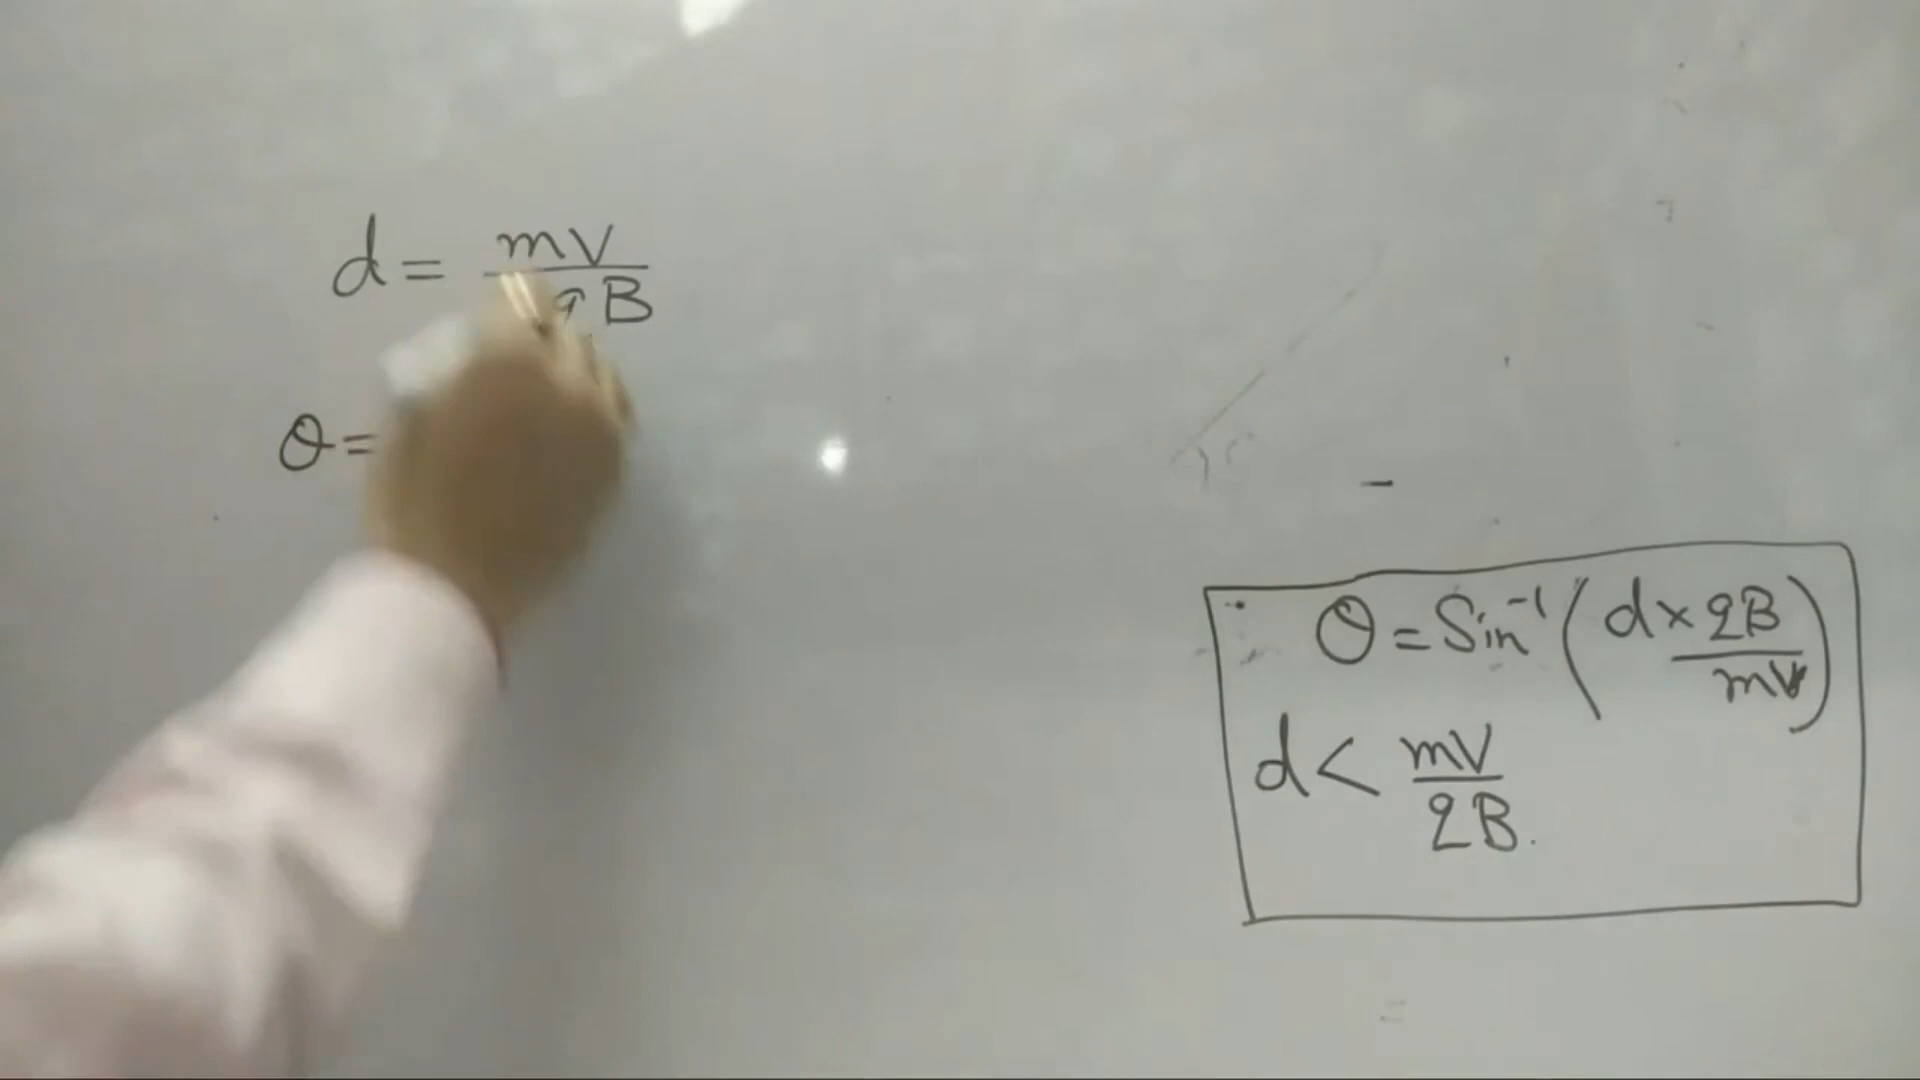 d = mV / qB
θ =
θ = Sin⁻¹ ( d × qB / mV )
d < mV / qB.